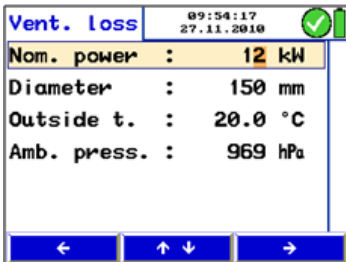 Vent. loss
09:54:17
27.11.2010
Nom. power : 12 kW
Diameter : 150 mm
Outside t. : 20.0 °C
Amb. press. : 969 hPa
← ↑ ↓ →